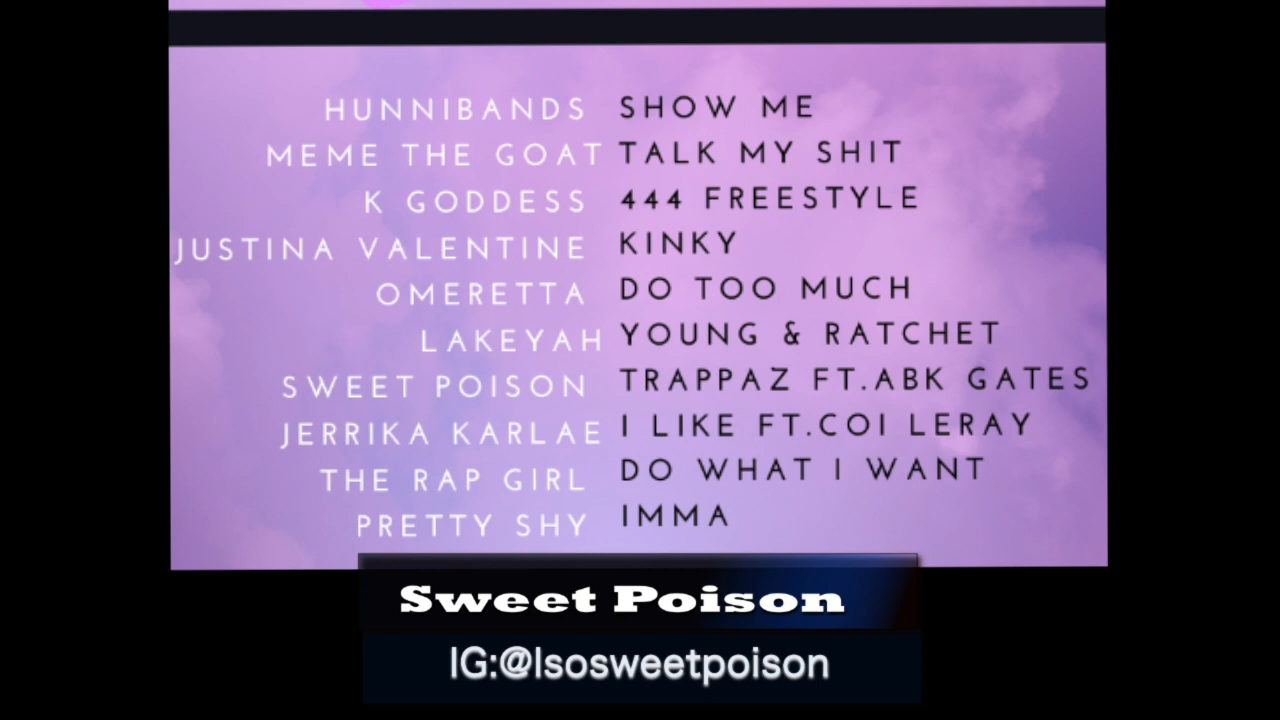 HUNNIBANDS SHOW ME
MEME THE GOAT TALK MY SHIT
K GODDESS 444 FREESTYLE
JUSTINA VALENTINE KINKY
OMERETTA DO TOO MUCH
LAKEYAH YOUNG & RATCHET
SWEET POISON TRAPPAZ FT.ABK GATES
JERRIKA KARLAE I LIKE FT.COI LERAY
THE RAP GIRL DO WHAT I WANT
PRETTY SHY IMMA
Sweet Poison
IG:@Isosweetpoison